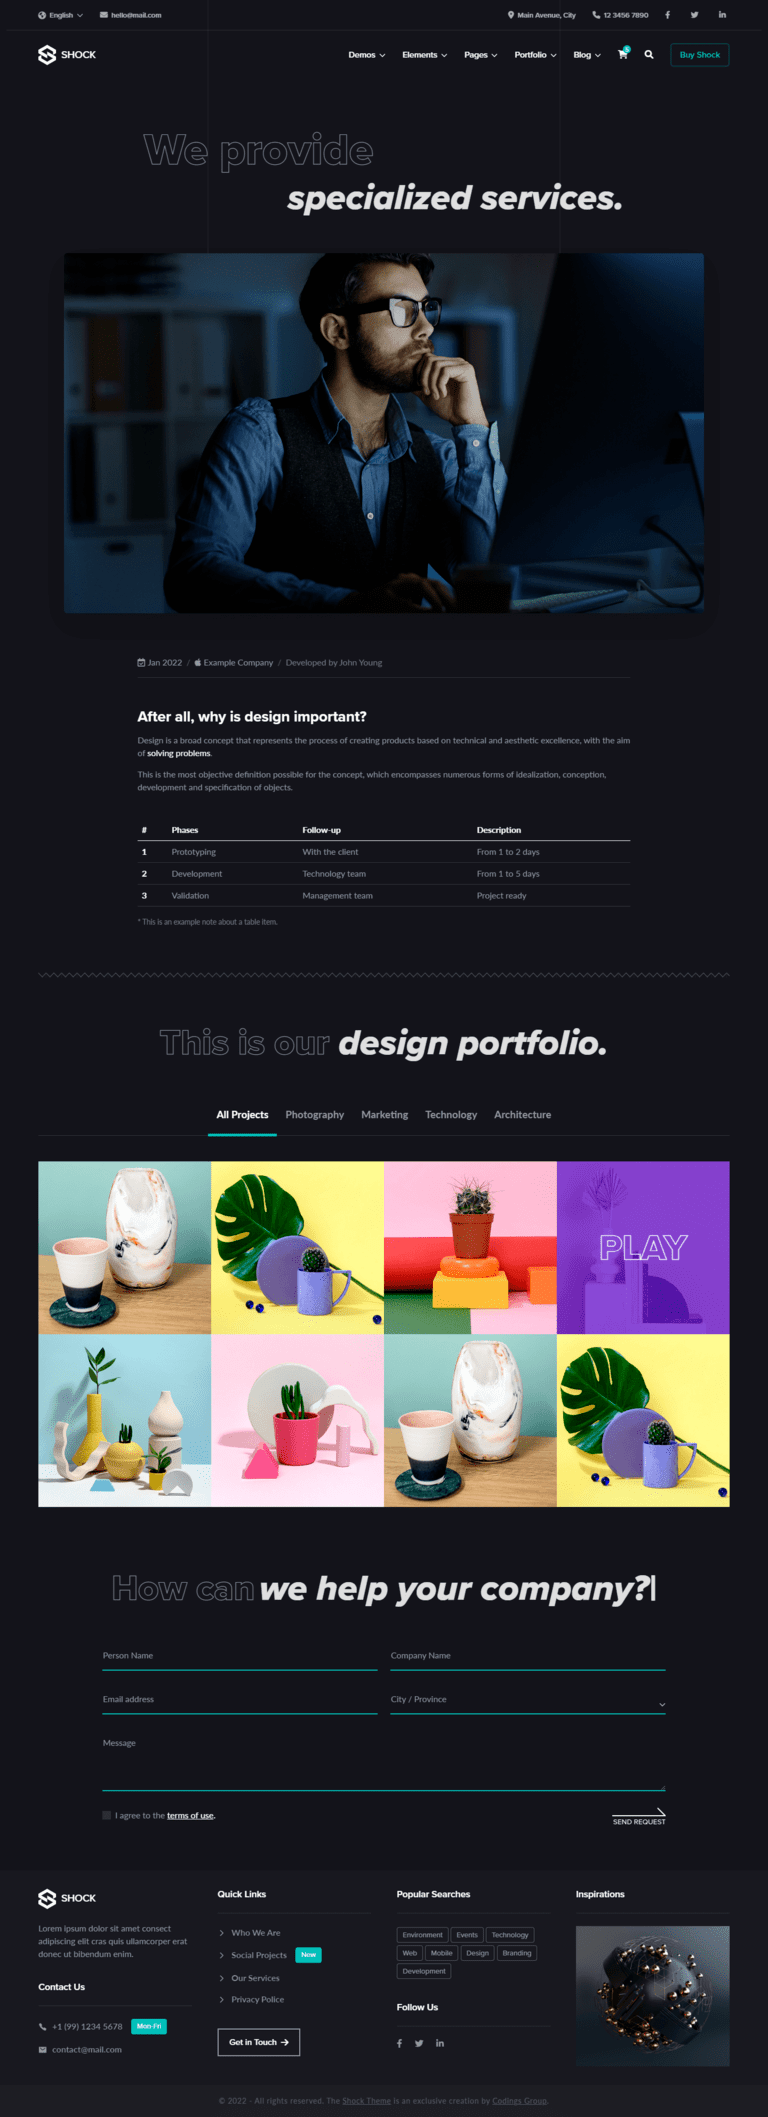 English
hello@mail.com
Main Avenue, City
12 3456 7890
SHOCK
Demos
Elements
Pages
Portfolio
Blog
5
Buy Shock
We provide
specialized services.
Jan 2022 / Example Company / Developed by John Young
After all, why is design important?
Design is a broad concept that represents the process of creating products based on technical and aesthetic excellence, with the aim
of solving problems.
This is the most objective definition possible for the concept, which encompasses numerous forms of idealization, conception,
development and specification of objects.
# Phases Follow-up Description
1 Prototyping With the client From 1 to 2 days
2 Development Technology team From 1 to 5 days
3 Validation Management team Project ready
* This is an example note about a table item.
This is our design portfolio.
All Projects Photography Marketing Technology Architecture
PLAY
How can we help your company?|
Person Name
Company Name
Email address
City / Province
Message
I agree to the terms of use.
SEND REQUEST
SHOCK
Lorem ipsum dolor sit amet consect
adipiscing elit cras quis ullamcorper erat
donec ut bibendum enim.
Contact Us
+1 (99) 1234 5678 Mon-Fri
contact@mail.com
Quick Links
Who We Are
Social Projects New
Our Services
Privacy Police
Get in Touch
Popular Searches
Environment Events Technology
Web Mobile Design Branding
Development
Follow Us
Inspirations
© 2022 - All rights reserved. The Shock Theme is an exclusive creation by Codings Group.